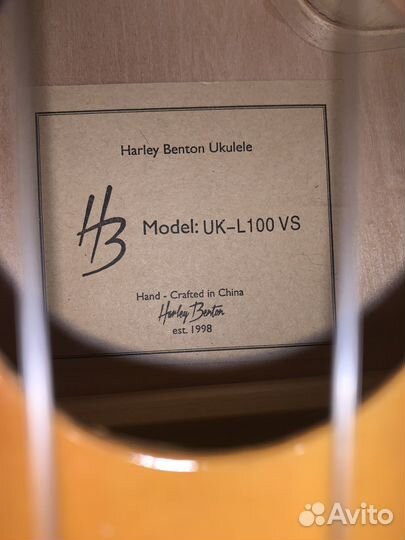 Harley Benton Ukulele
HB Model: UK-L100 VS
Hand - Crafted in China
Harley Benton
est. 1998
Avito